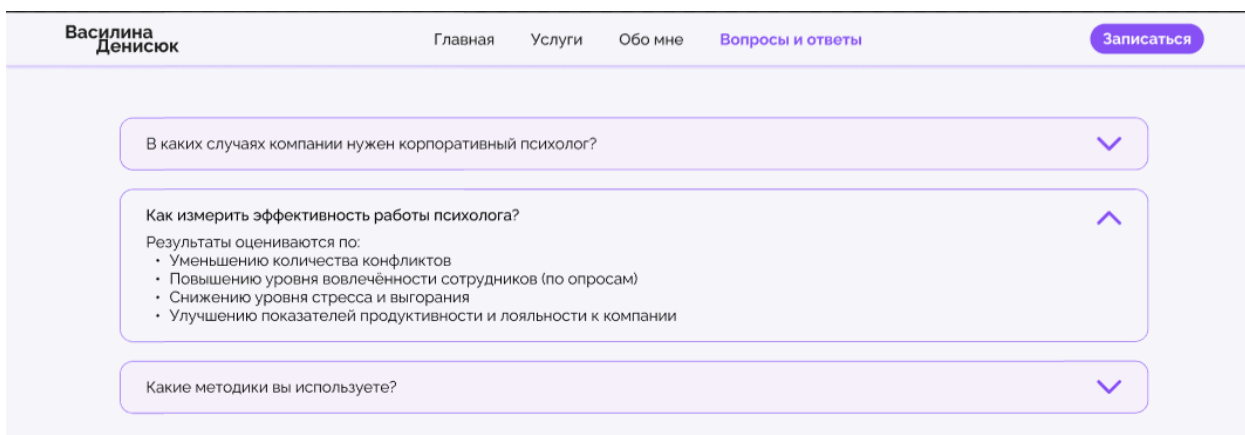 Василина
Денисюк
Главная
Услуги
Обо мне
Вопросы и ответы
Записаться
В каких случаях компании нужен корпоративный психолог?
Как измерить эффективность работы психолога?
Результаты оцениваются по:
• Уменьшению количества конфликтов
• Повышению уровня вовлечённости сотрудников (по опросам)
• Снижению уровня стресса и выгорания
• Улучшению показателей продуктивности и лояльности к компании
Какие методики вы используете?